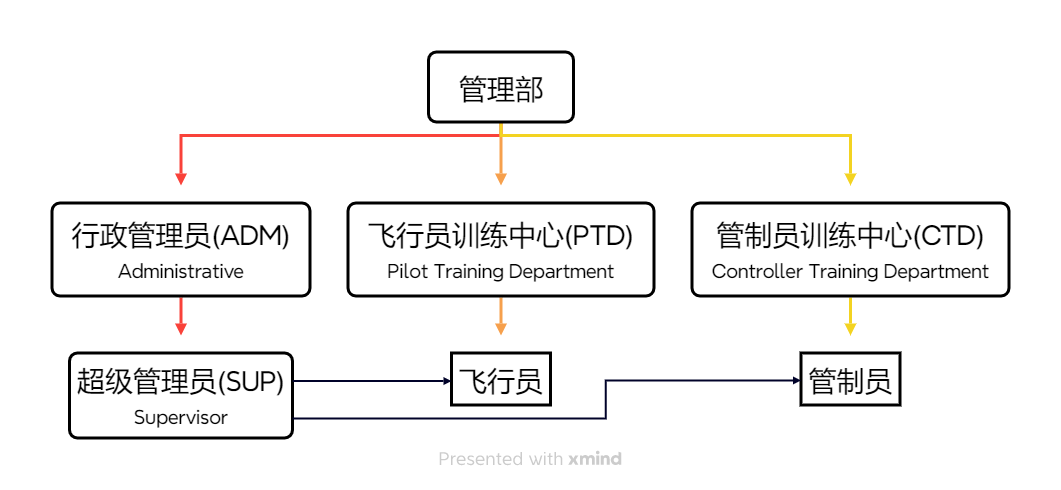 管理部
行政管理员(ADM)
Administrative
飞行员训练中心(PTD)
Pilot Training Department
管制员训练中心(CTD)
Controller Training Department
超级管理员(SUP)
Supervisor
飞行员
管制员
Presented with xmind